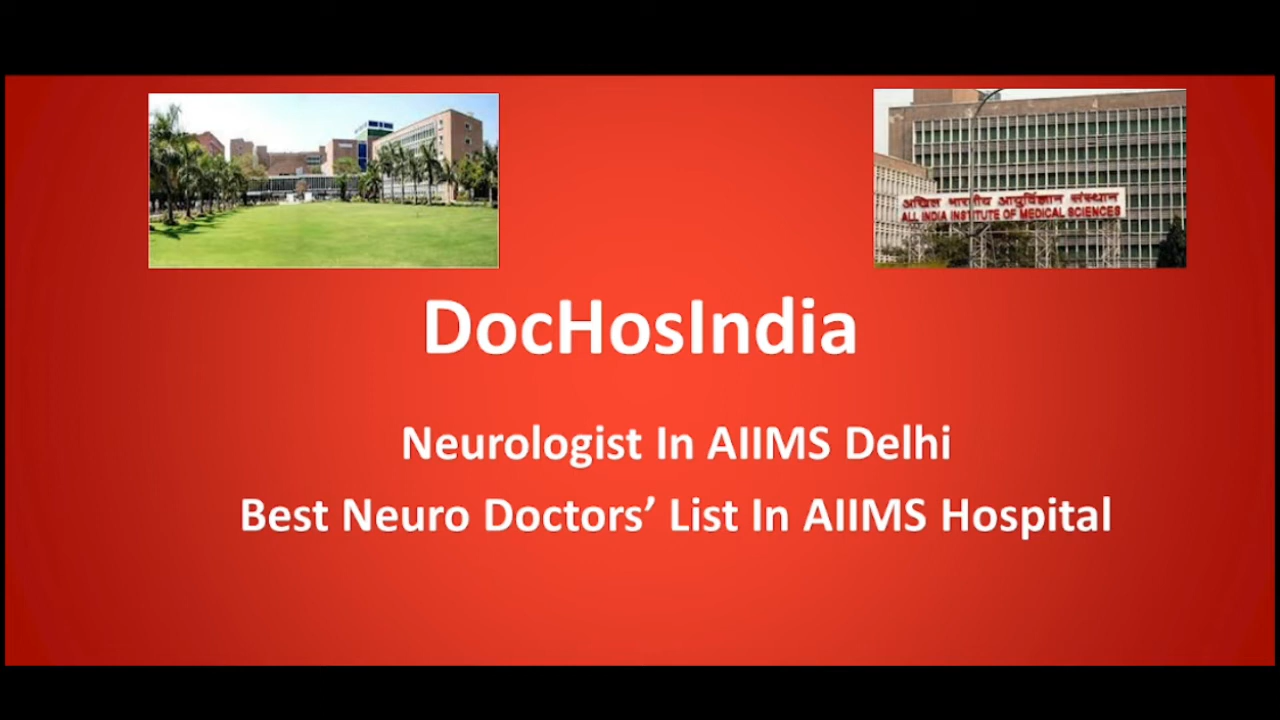 अखिल भारतीय आयुर्विज्ञान संस्थान
ALL INDIA INSTITUTE OF MEDICAL SCIENCES
DocHosIndia
Neurologist In AIIMS Delhi
Best Neuro Doctors’ List In AIIMS Hospital